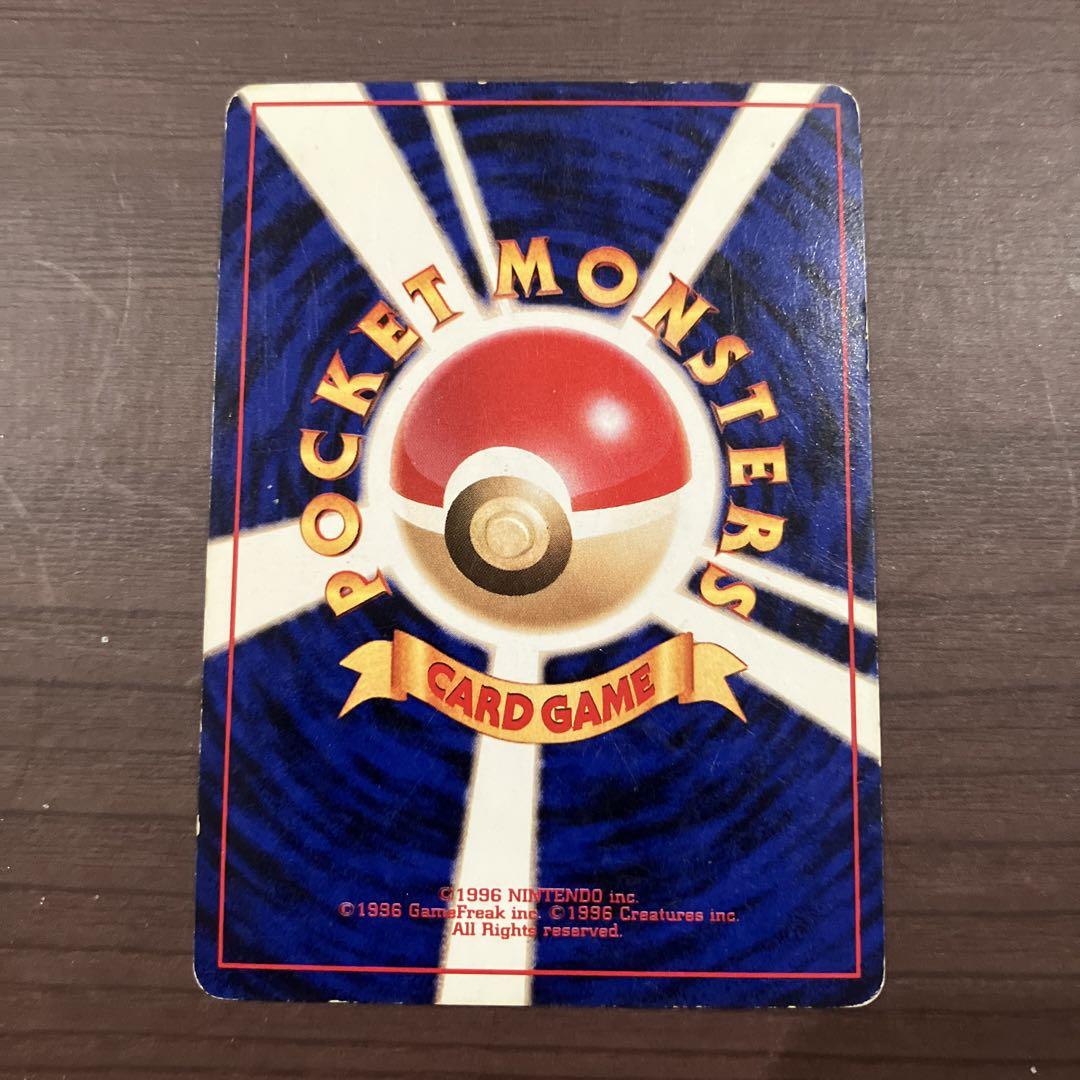 POCKET MONSTERS
CARD GAME
©1996 NINTENDO inc.
©1996 GameFreak inc. ©1996 Creatures inc.
All Rights reserved.